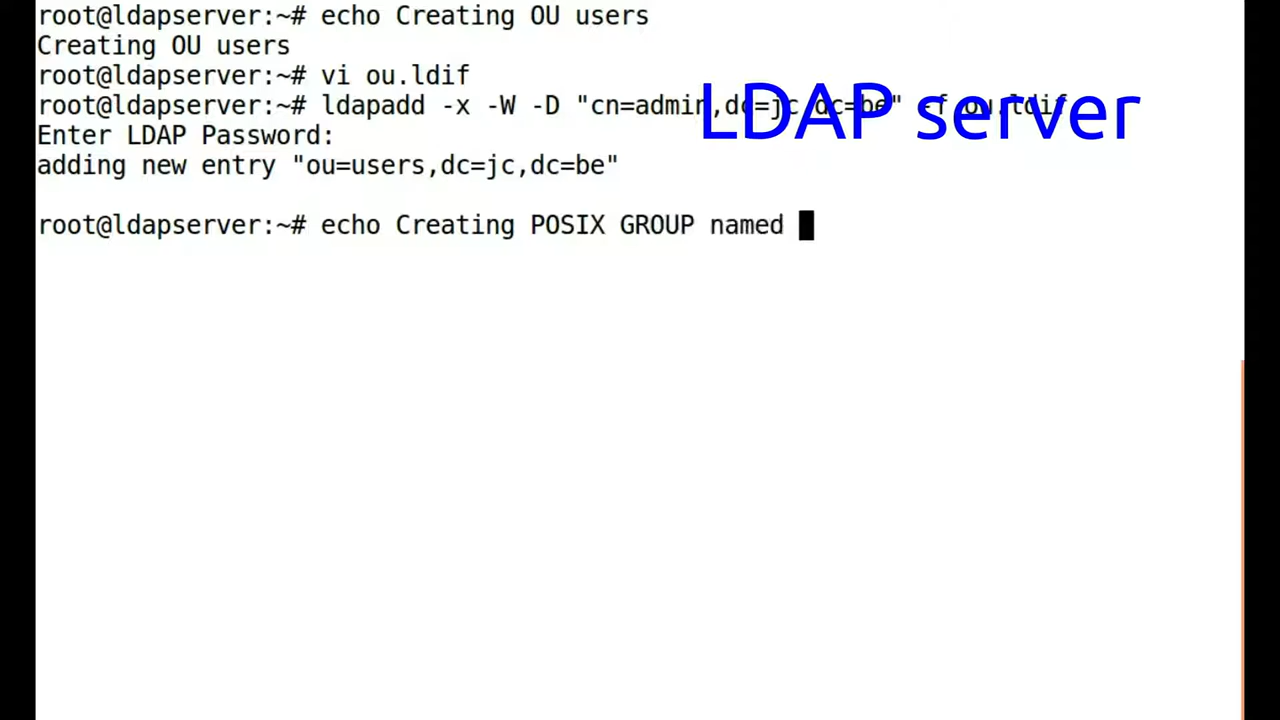 root@ldapserver:~# echo Creating OU users
Creating OU users
root@ldapserver:~# vi ou.ldif
root@ldapserver:~# ldapadd -x -W -D "cn=admin,dc=jc,dc=be" -f ou.ldif
LDAP server
Enter LDAP Password:
adding new entry "ou=users,dc=jc,dc=be"
root@ldapserver:~# echo Creating POSIX GROUP named